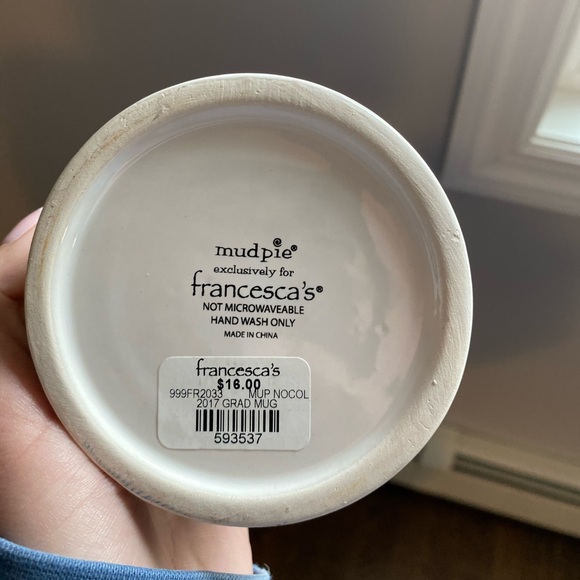 mudpie®
exclusively for
francesca's®
NOT MICROWAVEABLE
HAND WASH ONLY
MADE IN CHINA
francesca's
$16.00
999FR2033 MUP NOCOL
2017 GRAD MUG
593537